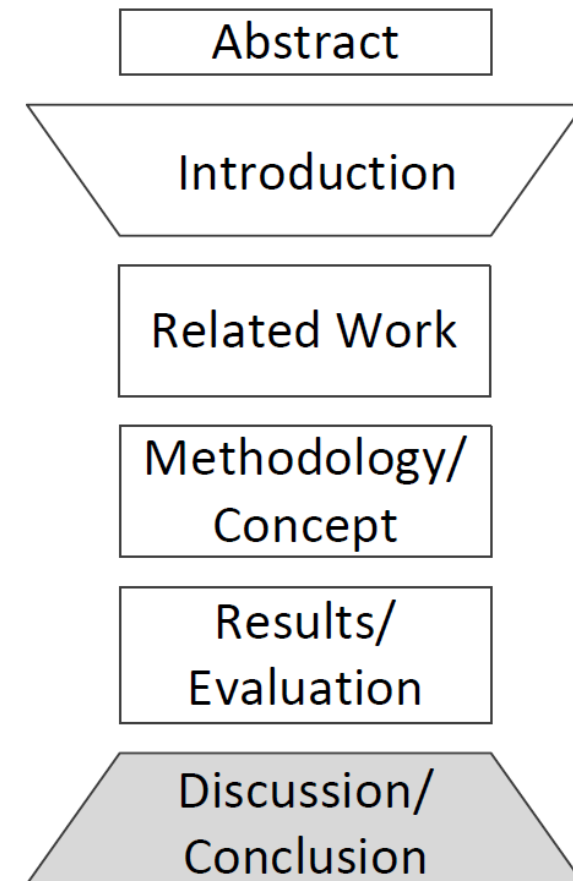 Abstract
Introduction
Related Work
Methodology/
Concept
Results/
Evaluation
Discussion/
Conclusion